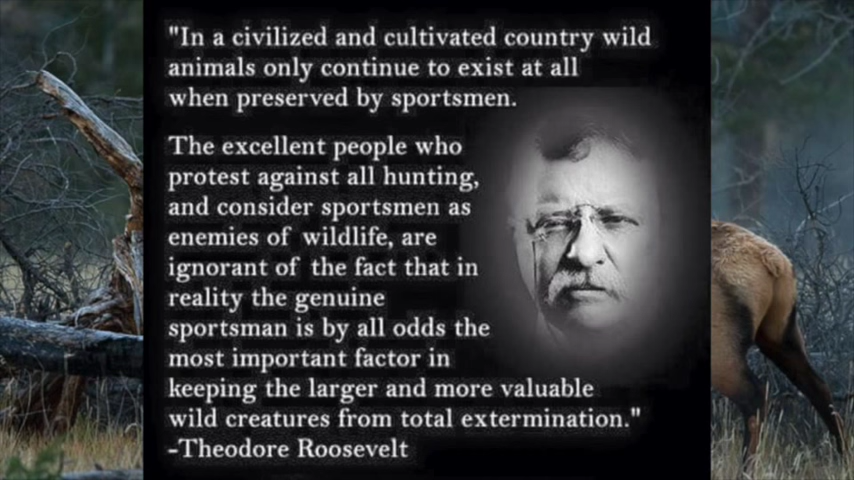 "In a civilized and cultivated country wild
animals only continue to exist at all
when preserved by sportsmen.
The excellent people who
protest against all hunting,
and consider sportsmen as
enemies of wildlife, are
ignorant of the fact that in
reality the genuine
sportsman is by all odds the
most important factor in
keeping the larger and more valuable
wild creatures from total extermination."
-Theodore Roosevelt